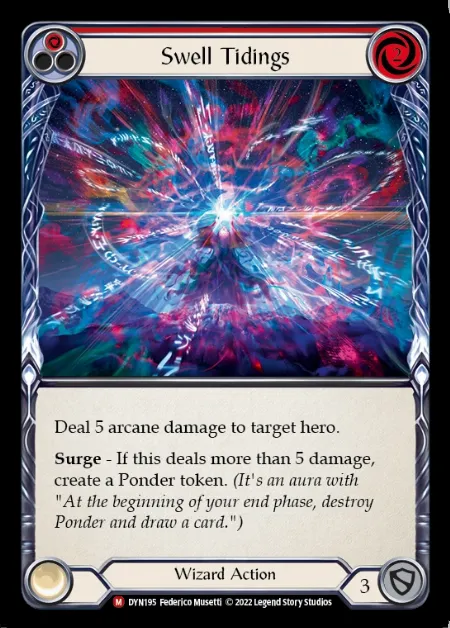 Swell Tidings
2
Deal 5 arcane damage to target hero.
Surge - If this deals more than 5 damage,
create a Ponder token. (It's an aura with
"At the beginning of your end phase, destroy
Ponder and draw a card.")
Wizard Action
3
M DYN195 Federico Musetti © 2022 Legend Story Studios